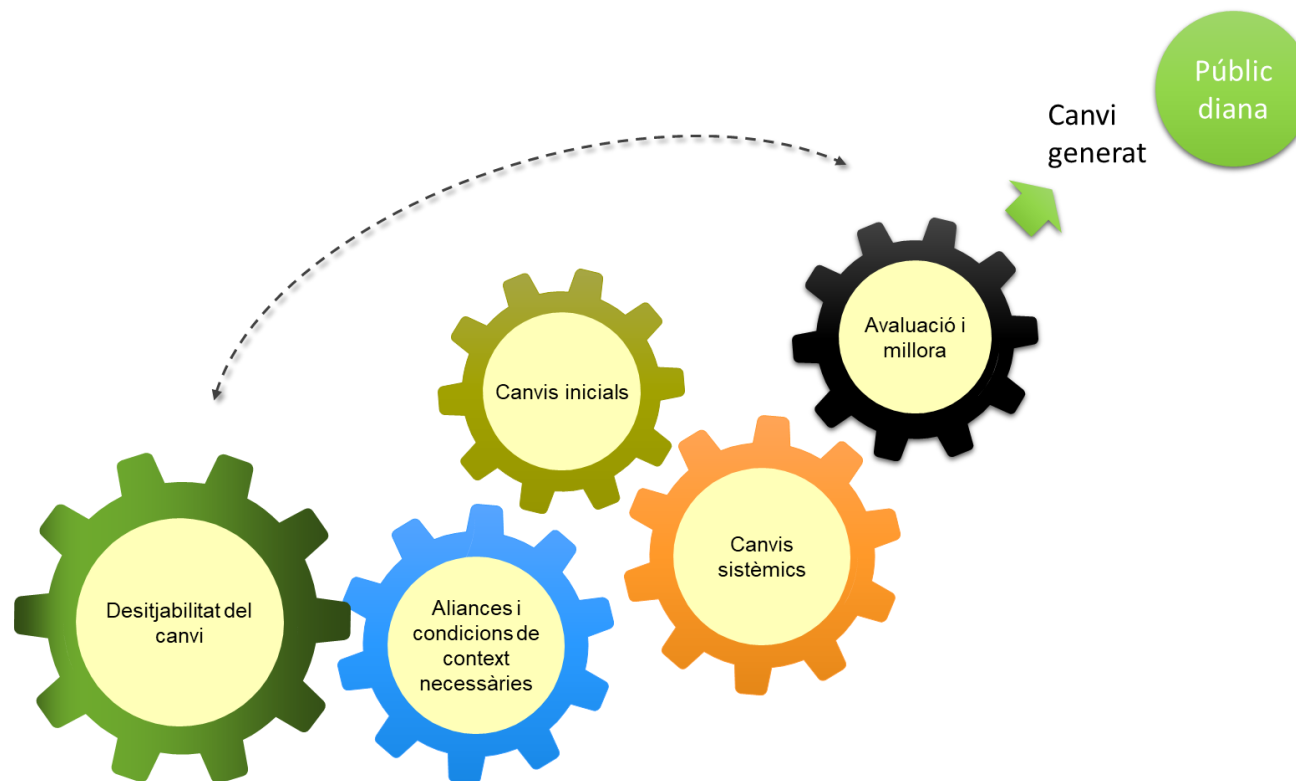 Públic
diana
Canvi
generat
Avaluació i
millora
Canvis inicials
Canvis
sistèmics
Desitjabilitat del
canvi
Aliances i
condicions de
context
necessàries